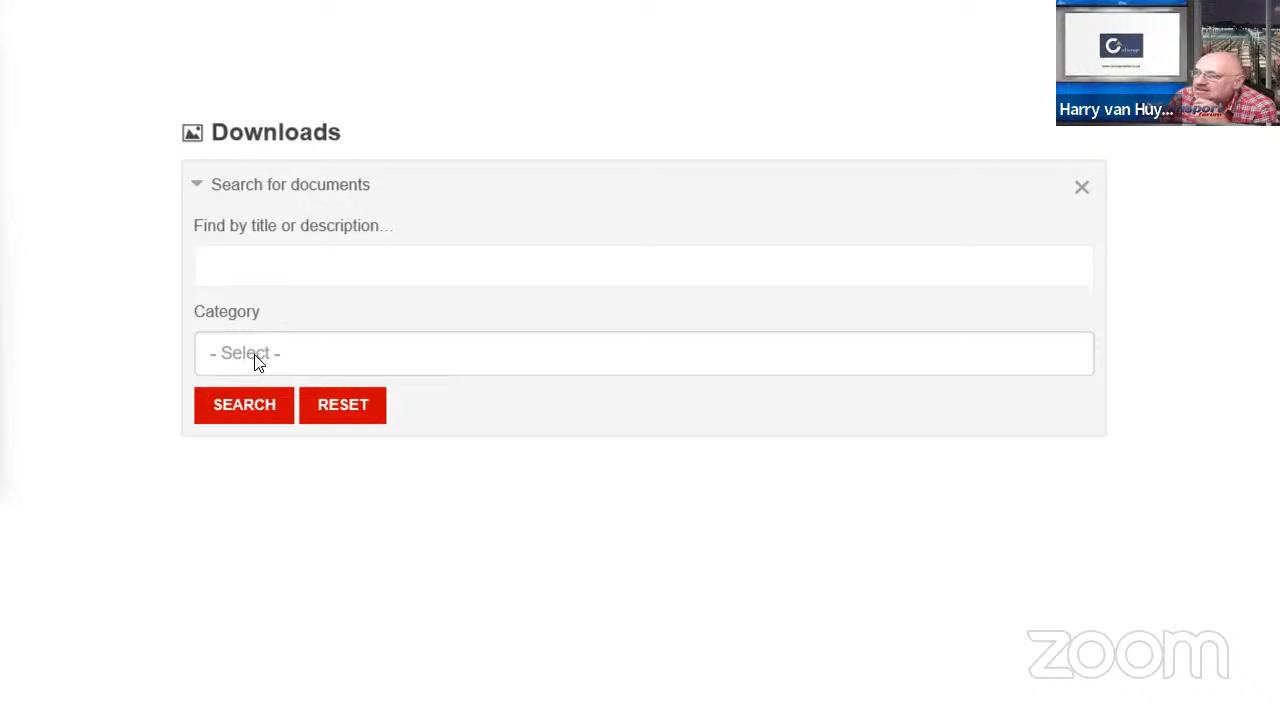 Harry van Huy...
Downloads
Search for documents
Find by title or description...
Category
- Select -
SEARCH
RESET
zoom